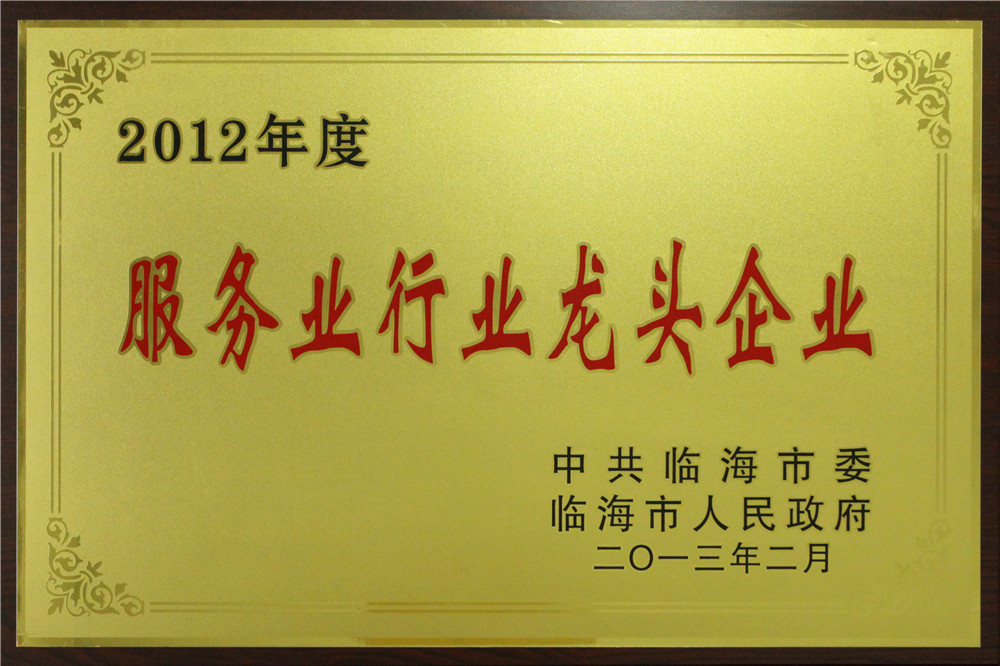 2012年度
服务业行业龙头企业
中共临海市委
临海市人民政府
二〇一三年二月